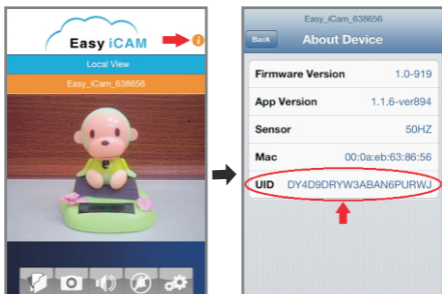 Easy iCAM
Local View
Easy_iCam_638656
Easy_iCam_638656
Back About Device
Firmware Version 1.0-919
App Version 1.1.6-ver894
Sensor 50HZ
Mac 00:0a:eb:63:86:56
UID DY4D9DRYW3ABAN6PURWJ